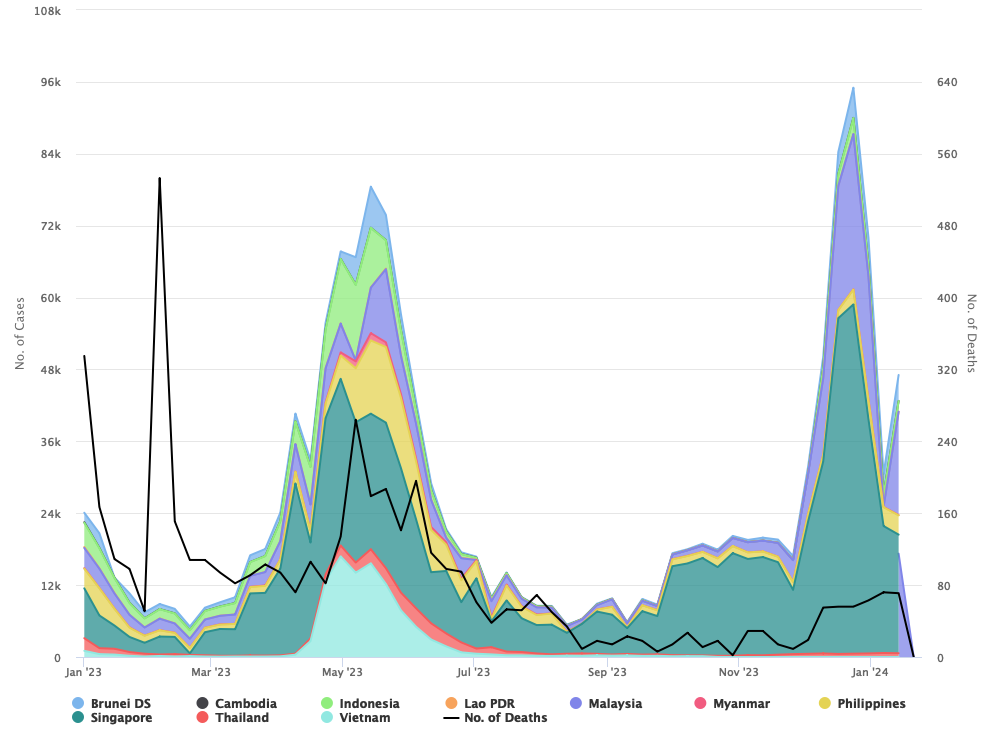 108k
96k 640
84k 560
72k 480
60k 400
48k 320
36k 240
24k 160
12k 80
0 0
No. of Cases
No. of Deaths
Jan '23 Mar '23 May '23 Jul '23 Sep '23 Nov '23 Jan '24
Brunei DS Cambodia Indonesia Lao PDR Malaysia Myanmar Philippines
Singapore Thailand Vietnam No. of Deaths